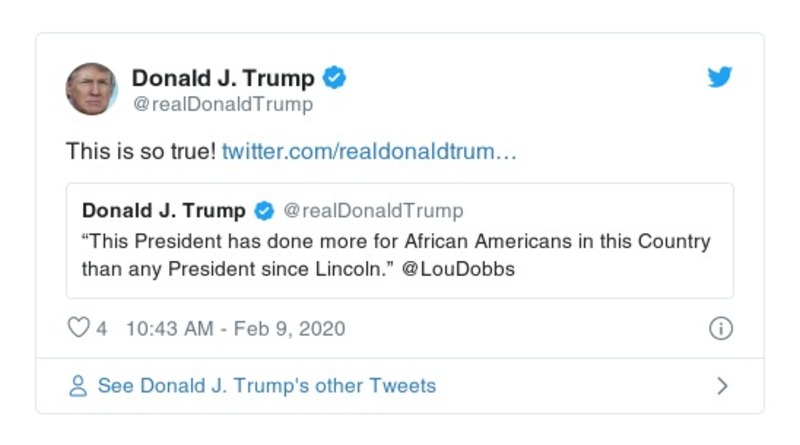 Donald J. Trump
@realDonaldTrump
This is so true! twitter.com/realdonaldtrum…
Donald J. Trump @realDonaldTrump
“This President has done more for African Americans in this Country
than any President since Lincoln.” @LouDobbs
4 10:43 AM - Feb 9, 2020
See Donald J. Trump's other Tweets